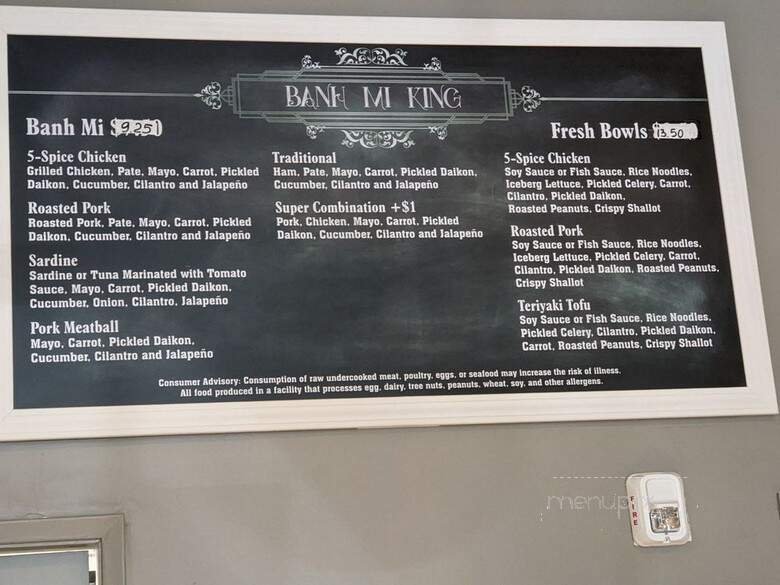 BANH MI KING
Banh Mi $9.25
5-Spice Chicken
Grilled Chicken, Pate, Mayo, Carrot, Pickled
Daikon, Cucumber, Cilantro and Jalapeño
Roasted Pork
Roasted Pork, Pate, Mayo, Carrot, Pickled
Daikon, Cucumber, Cilantro and Jalapeño
Sardine
Sardine or Tuna Marinated with Tomato
Sauce, Mayo, Carrot, Pickled Daikon,
Cucumber, Onion, Cilantro, Jalapeño
Pork Meatball
Mayo, Carrot, Pickled Daikon,
Cucumber, Cilantro and Jalapeño
Traditional
Ham, Pate, Mayo, Carrot, Pickled Daikon,
Cucumber, Cilantro and Jalapeño
Super Combination +$1
Pork, Chicken, Mayo, Carrot, Pickled
Daikon, Cucumber, Cilantro and Jalapeño
Fresh Bowls $13.50
5-Spice Chicken
Soy Sauce or Fish Sauce, Rice Noodles,
Iceberg Lettuce, Pickled Celery, Carrot,
Cilantro, Pickled Daikon,
Roasted Peanuts, Crispy Shallot
Roasted Pork
Soy Sauce or Fish Sauce, Rice Noodles,
Iceberg Lettuce, Pickled Celery, Carrot,
Cilantro, Pickled Daikon, Roasted Peanuts,
Crispy Shallot
Teriyaki Tofu
Soy Sauce or Fish Sauce, Rice Noodles,
Pickled Celery, Cilantro, Pickled Daikon,
Carrot, Roasted Peanuts, Crispy Shallot
Consumer Advisory: Consumption of raw undercooked meat, poultry, eggs, or seafood may increase the risk of illness.
All food produced in a facility that processes egg, dairy, tree nuts, peanuts, wheat, soy, and other allergens.
FIRE